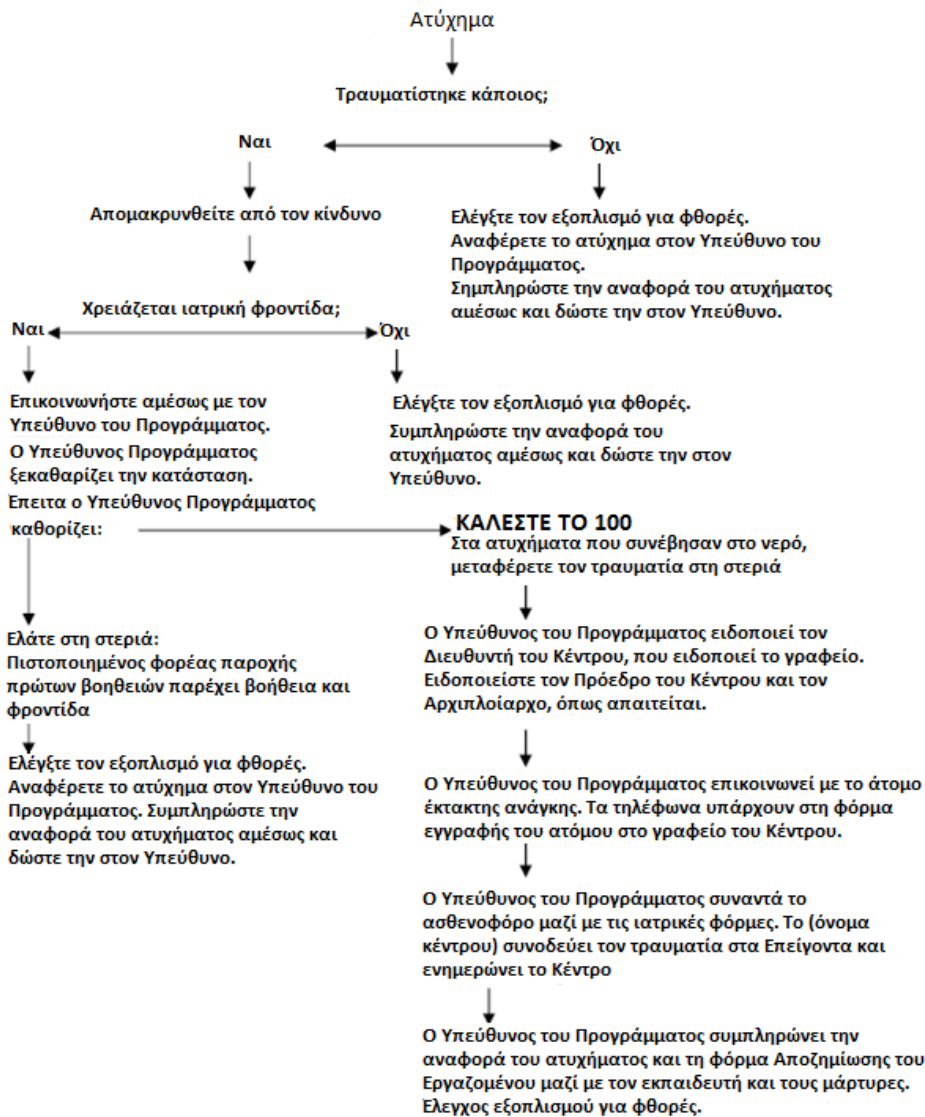 Ατύχημα
Τραυματίστηκε κάποιος;
Ναι
Όχι
Απομακρυνθείτε από τον κίνδυνο
Ελέγξτε τον εξοπλισμό για φθορές.
Αναφέρετε το ατύχημα στον Υπεύθυνο του
Προγράμματος.
Σημπληρώστε την αναφορά του ατυχήματος
αμέσως και δώστε την στον Υπεύθυνο.
Χρειάζεται ιατρική φροντίδα;
Ναι
Όχι
Επικοινωνήστε αμέσως με τον
Υπεύθυνο του Προγράμματος.
Ο Υπεύθυνος Προγράμματος
ξεκαθαρίζει την κατάσταση.
Έπειτα ο Υπεύθυνος Προγράμματος
καθορίζει:
Ελέγξτε τον εξοπλισμό για φθορές.
Συμπληρώστε την αναφορά του
ατυχήματος αμέσως και δώστε την στον
Υπεύθυνο.
ΚΑΛΕΣΤΕ ΤΟ 100
Στα ατυχήματα που συνέβησαν στο νερό,
μεταφέρετε τον τραυματία στη στεριά
Ελάτε στη στεριά:
Πιστοποιημένος φορέας παροχής
πρώτων βοηθειών παρέχει βοήθεια και
φροντίδα
Ελέγξτε τον εξοπλισμό για φθορές.
Αναφέρετε το ατύχημα στον Υπεύθυνο του
Προγράμματος. Συμπληρώστε την
αναφορά του ατυχήματος αμέσως και
δώστε την στον Υπεύθυνο.
Ο Υπεύθυνος του Προγράμματος ειδοποιεί τον
Διευθυντή του Κέντρου, που ειδοποιεί το γραφείο.
Ειδοποιείστε τον Πρόεδρο του Κέντρου και τον
Αρχιπλοίαρχο, όπως απαιτείται.
Ο Υπεύθυνος του Προγράμματος επικοινωνεί με το άτομο
έκτακτης ανάγκης. Τα τηλέφωνα υπάρχουν στη φόρμα
εγγραφής του ατόμου στο γραφείο του Κέντρου.
Ο Υπεύθυνος του Προγράμματος συναντά το
ασθενοφόρο μαζί με τις ιατρικές φόρμες. Το (όνομα
κέντρου) συνοδεύει τον τραυματία στα Επείγοντα και
ενημερώνει το Κέντρο
Ο Υπεύθυνος του Προγράμματος συμπληρώνει την
αναφορά του ατυχήματος και τη φόρμα Αποζημίωσης του
Εργαζομένου μαζί με τον εκπαιδευτή και τους μάρτυρες.
Έλεγχος εξοπλισμού για φθορές.